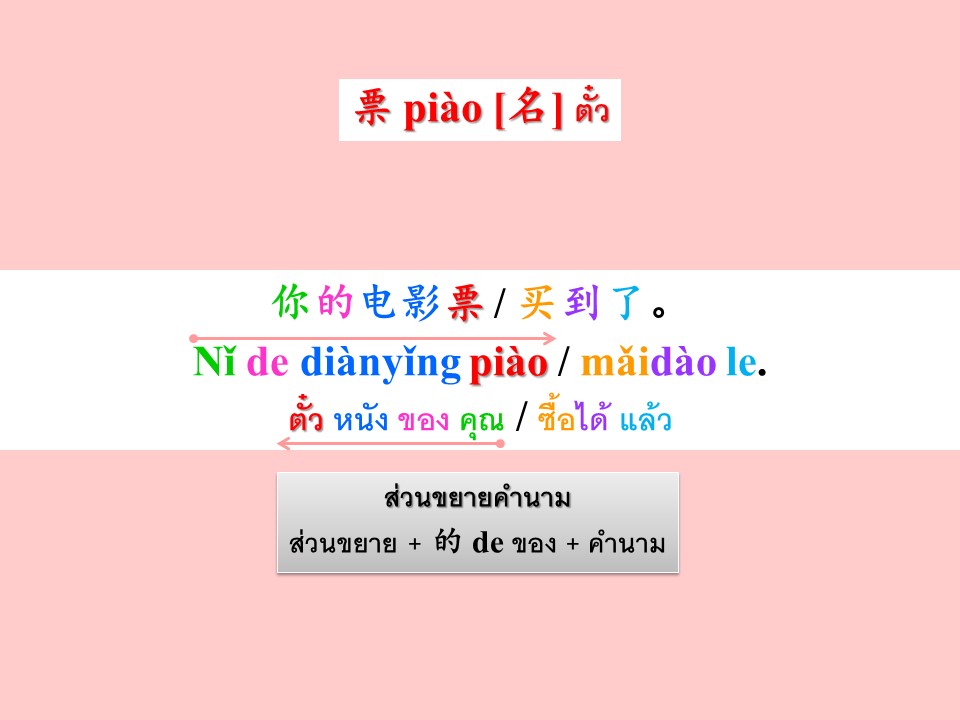 票 piào [名] ตั๋ว
你的电影票 / 买到了。
Nǐ de diànyǐng piào / mǎidào le.
ตั๋ว หนัง ของ คุณ / ซื้อได้ แล้ว
ส่วนขยายคำนาม
ส่วนขยาย + 的 de ของ + คำนาม